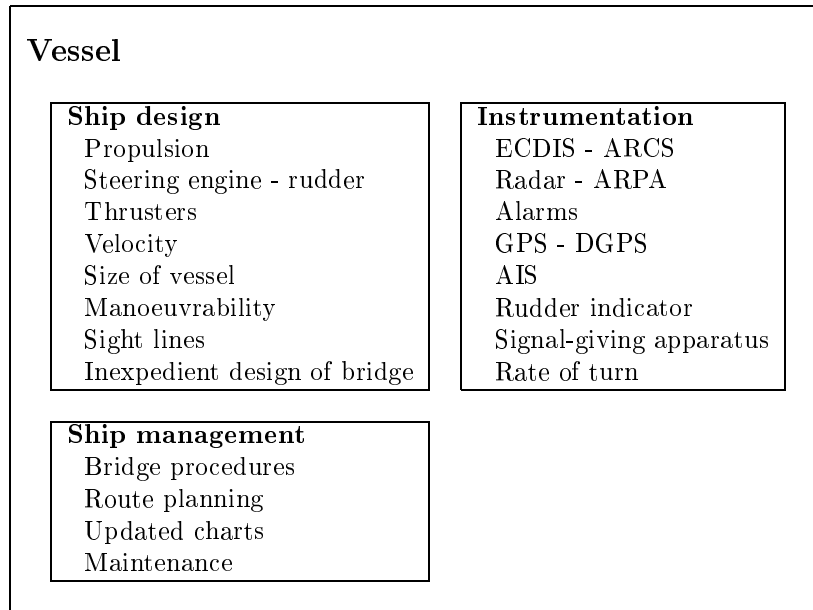 Vessel
Ship design
Propulsion
Steering engine - rudder
Thrusters
Velocity
Size of vessel
Manoeuvrability
Sight lines
Inexpedient design of bridge
Instrumentation
ECDIS - ARCS
Radar - ARPA
Alarms
GPS - DGPS
AIS
Rudder indicator
Signal-giving apparatus
Rate of turn
Ship management
Bridge procedures
Route planning
Updated charts
Maintenance